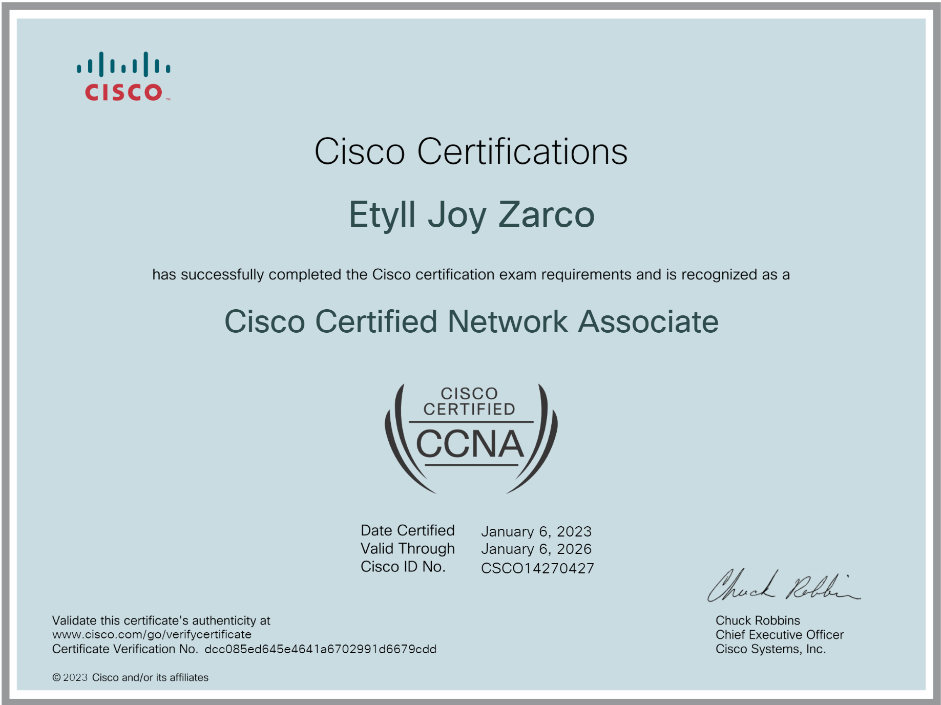 CISCO
Cisco Certifications
Etyll Joy Zarco
has successfully completed the Cisco certification exam requirements and is recognized as a
Cisco Certified Network Associate
CISCO
CERTIFIED
CCNA
Date Certified January 6, 2023
Valid Through January 6, 2026
Cisco ID No. CSCO14270427
Chuck Robbins
Validate this certificate's authenticity at
www.cisco.com/go/verifycertificate
Certificate Verification No. dcc085ed645e4641a6702991d6679cdd
Chuck Robbins
Chief Executive Officer
Cisco Systems, Inc.
© 2023 Cisco and/or its affiliates